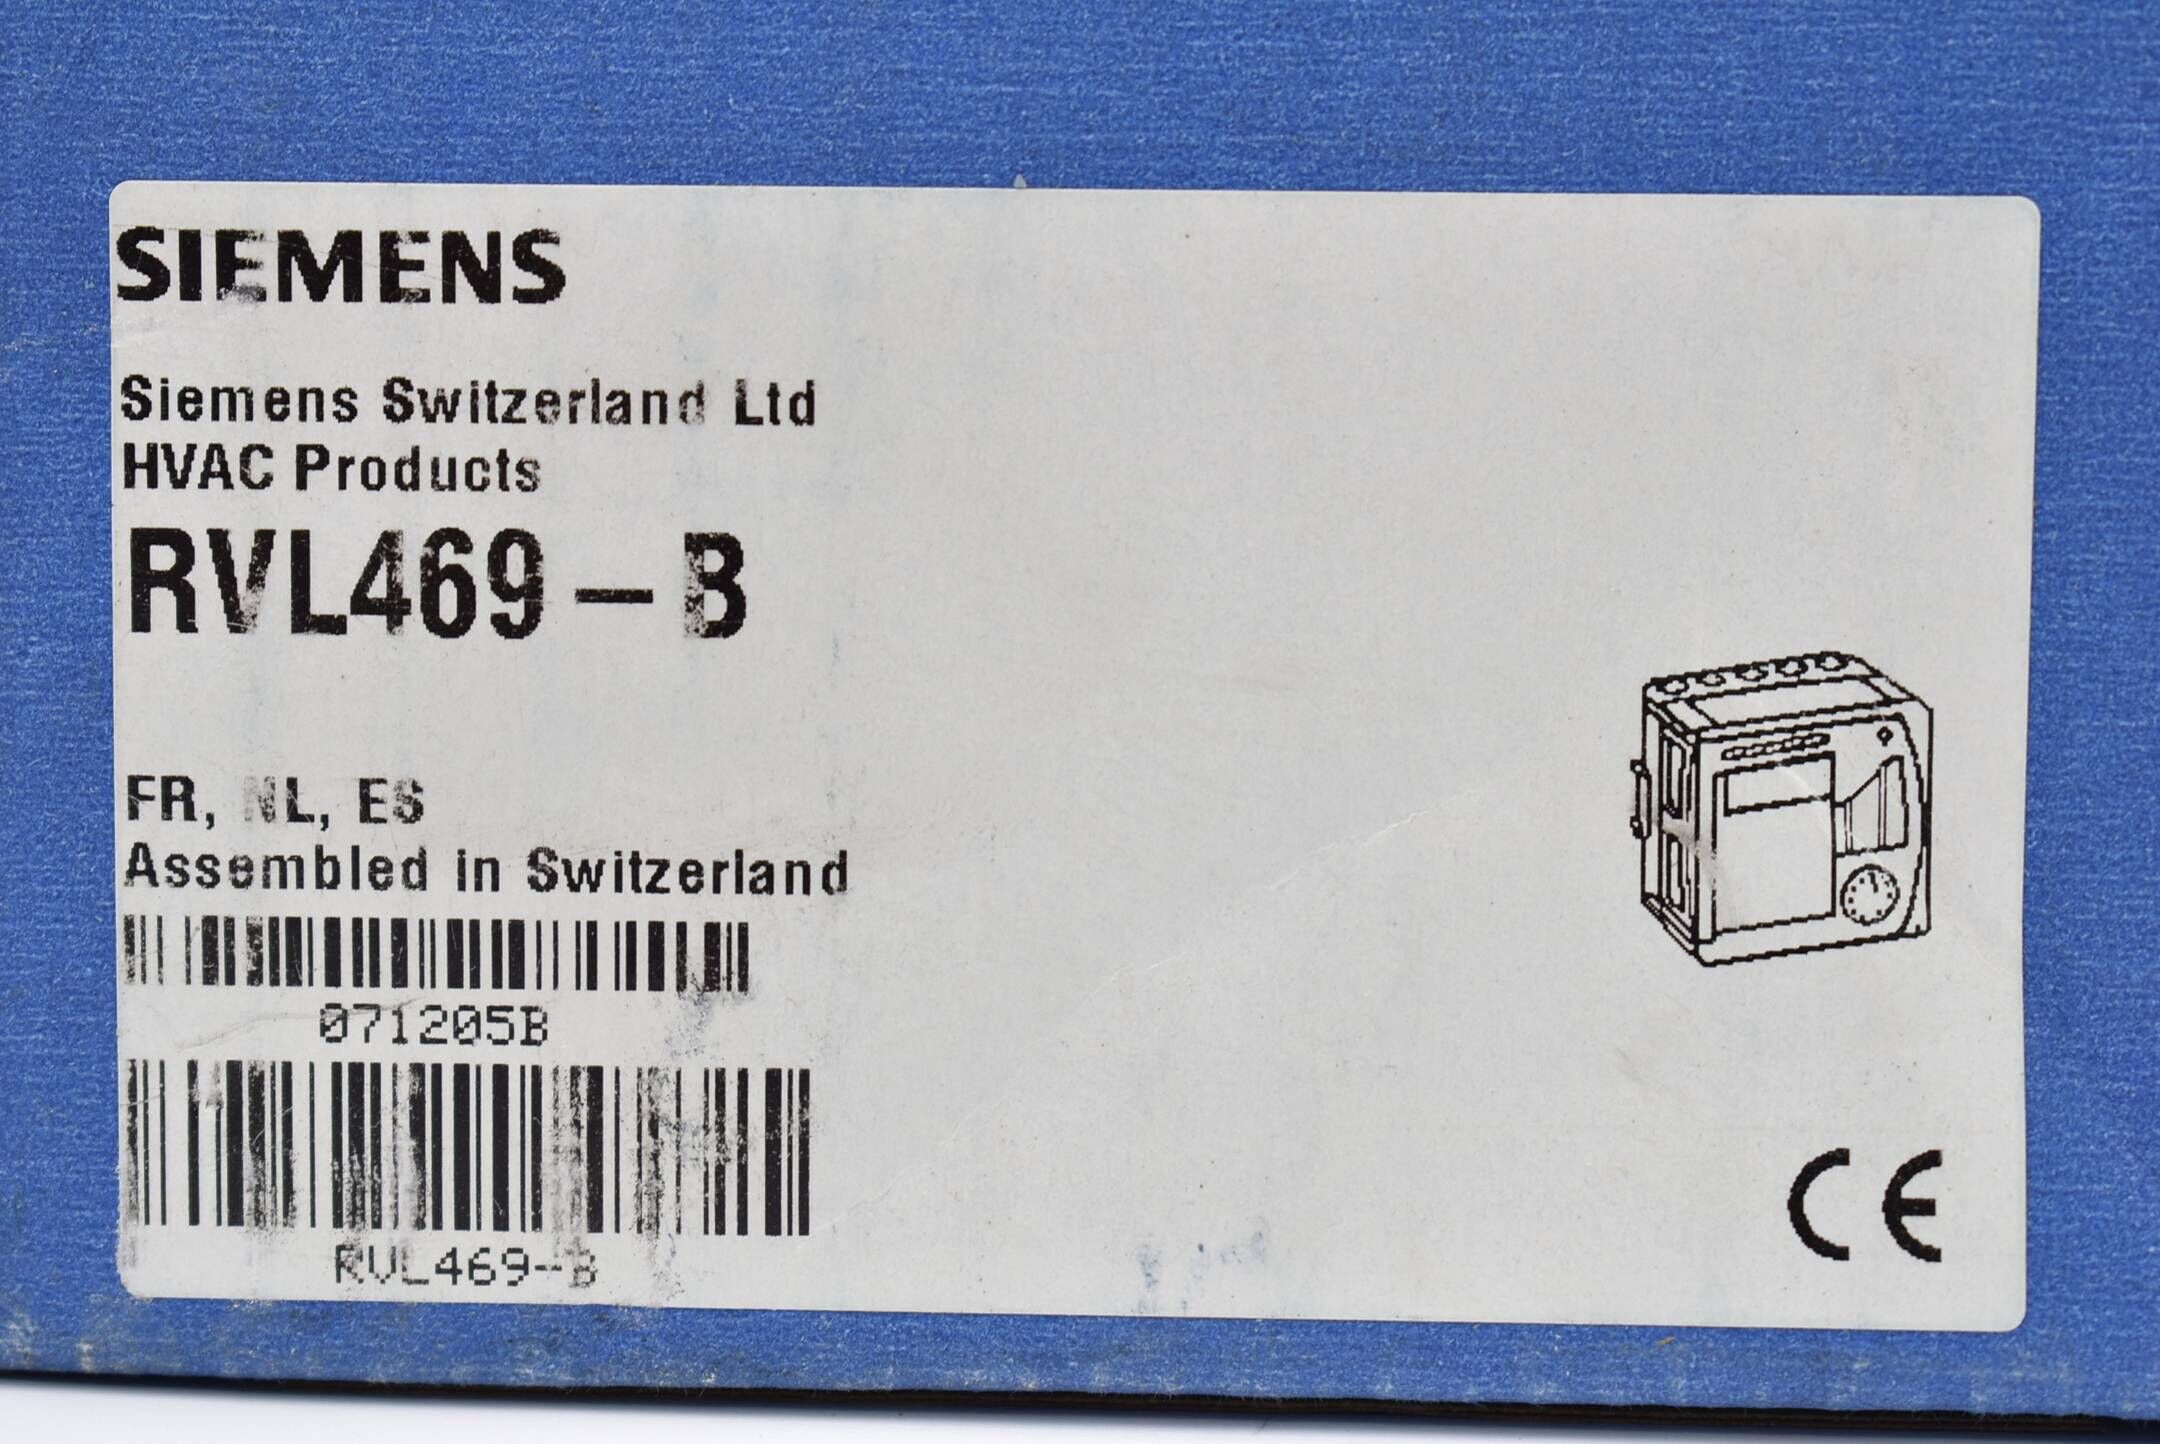 SIEMENS
Siemens Switzerland Ltd
HVAC Products
RVL469-B
FR, NL, ES
Assembled in Switzerland
071205B
RVL469-B
CE